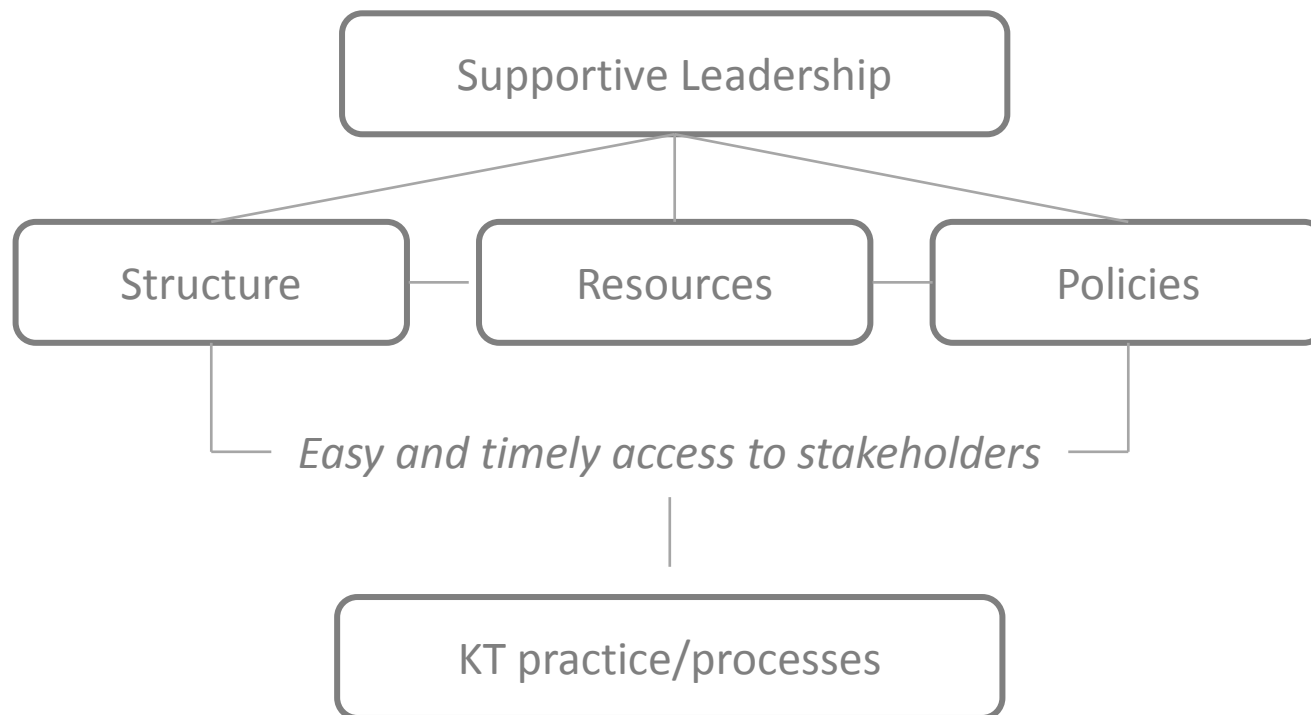 Supportive Leadership
Structure
Resources
Policies
Easy and timely access to stakeholders
KT practice/processes